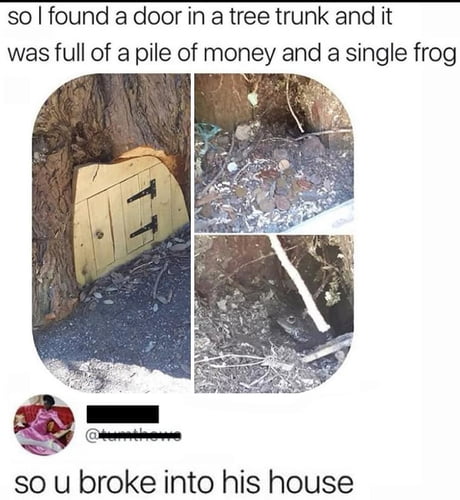 so I found a door in a tree trunk and it
was full of a pile of money and a single frog
@tumthowe
so u broke into his house